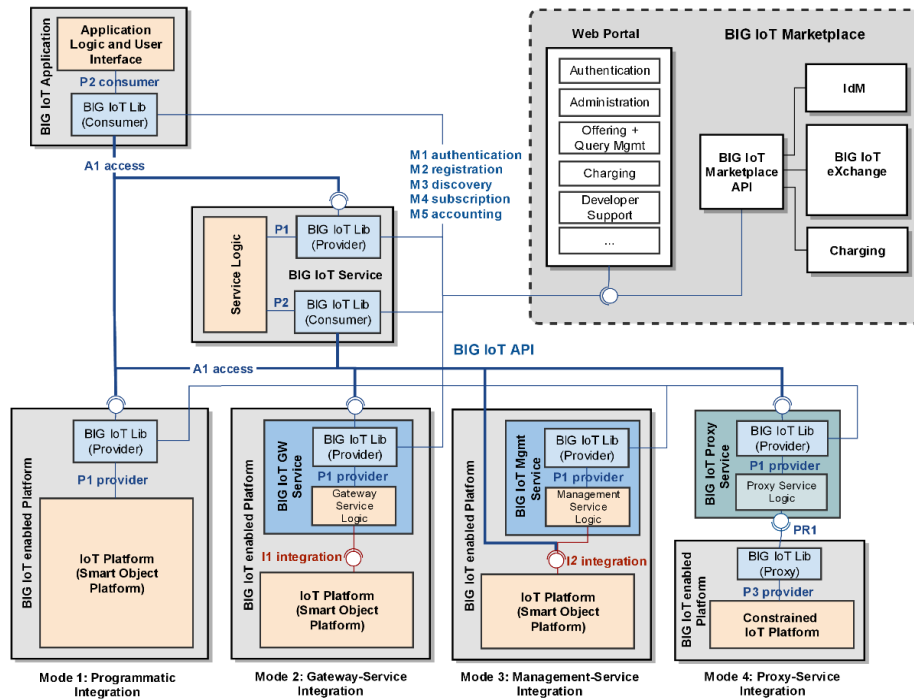 BIG IoT Application
Application
Logic and User
Interface
P2 consumer
BIG IoT Lib
(Consumer)
A1 access
M1 authentication
M2 registration
M3 discovery
M4 subscription
M5 accounting
Web Portal
Authentication
Administration
Offering +
Query Mgmt
Charging
Developer
Support
...
BIG IoT Marketplace
BIG IoT
Marketplace
API
IdM
BIG IoT
eXchange
Charging
Service Logic
P1
BIG IoT Lib
(Provider)
BIG IoT Service
P2
BIG IoT Lib
(Consumer)
BIG IoT API
A1 access
BIG IoT enabled Platform
BIG IoT Lib
(Provider)
P1 provider
IoT Platform
(Smart Object
Platform)
Mode 1: Programmatic
Integration
BIG IoT enabled Platform
BIG IoT GW
Service
BIG IoT Lib
(Provider)
P1 provider
Gateway
Service
Logic
I1 integration
IoT Platform
(Smart Object
Platform)
Mode 2: Gateway-Service
Integration
BIG IoT enabled Platform
BIG IoT Mgmt
Service
BIG IoT Lib
(Provider)
P1 provider
Management
Service
Logic
I2 integration
IoT Platform
(Smart Object
Platform)
Mode 3: Management-Service
Integration
BIG IoT Proxy
Service
BIG IoT Lib
(Provider)
P1 provider
Proxy Service
Logic
PR1
BIG IoT enabled
Platform
BIG IoT Lib
(Proxy)
P3 provider
Constrained
IoT Platform
Mode 4: Proxy-Service
Integration